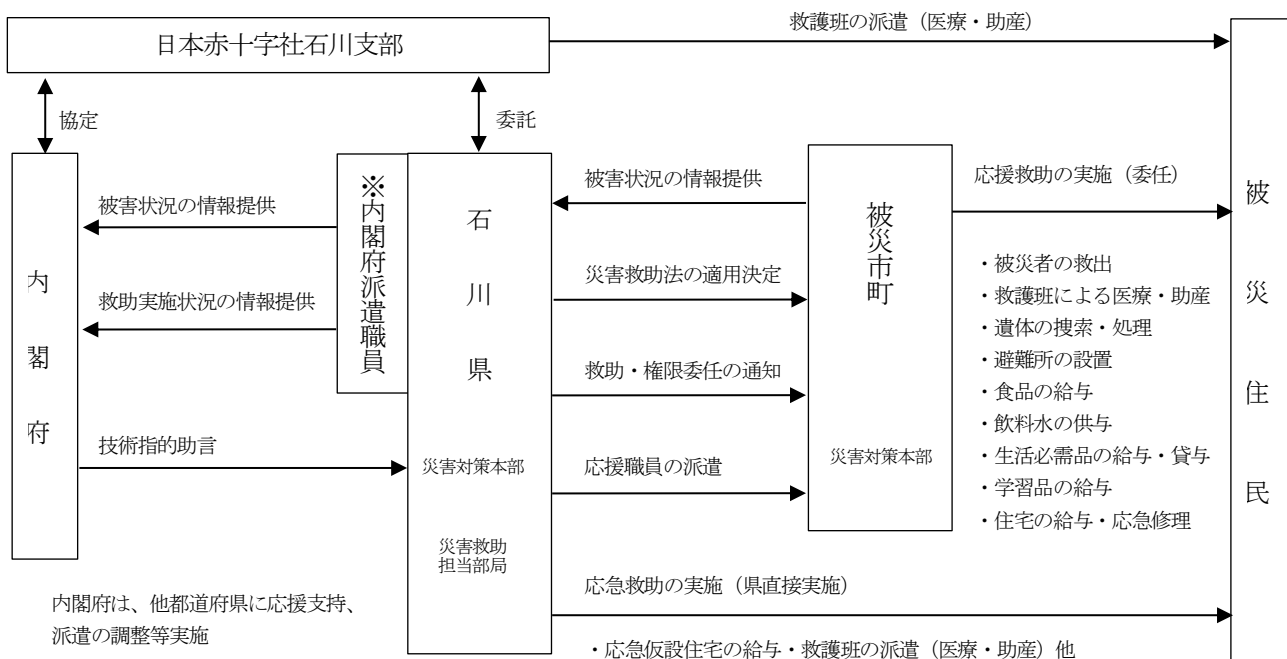 救護班の派遣（医療・助産）
日本赤十字社石川支部
協定
委託
内閣府
※内閣府派遣職員
石川県
災害対策本部
災害救助
担当部局
被災市町
災害対策本部
被災住民
被害状況の情報提供
救助実施状況の情報提供
技術指的助言
被害状況の情報提供
災害救助法の適用決定
救助・権限委任の通知
応援職員の派遣
応援救助の実施（委任）
・被災者の救出
・救護班による医療・助産
・遺体の捜索・処理
・避難所の設置
・食品の給与
・飲料水の供与
・生活必需品の給与・貸与
・学習品の給与
・住宅の給与・応急修理
応急救助の実施（県直接実施）
・応急仮設住宅の給与・救護班の派遣（医療・助産）他
内閣府は、他都道府県に応援支持、
派遣の調整等実施